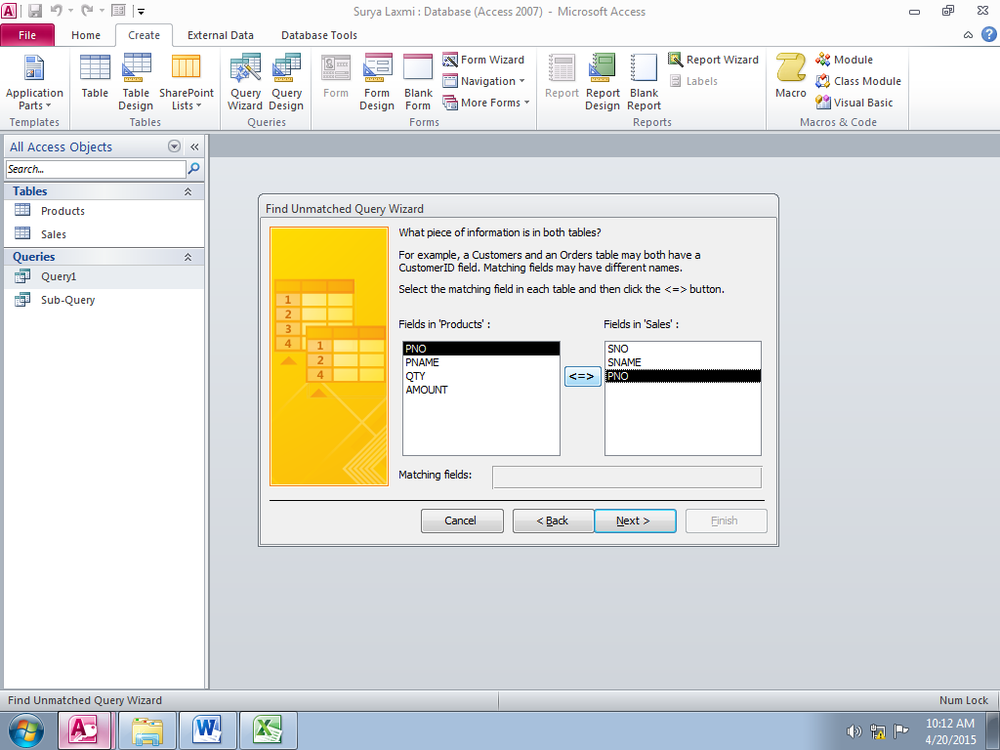 Surya Laxmi : Database (Access 2007) - Microsoft Access
File Home Create External Data Database Tools
Application Parts
Templates
Table
Table Design
SharePoint Lists
Tables
Query Wizard
Query Design
Queries
Form
Form Design
Blank Form
Form Wizard
Navigation
More Forms
Forms
Report
Report Design
Blank Report
Report Wizard
Labels
Reports
Macro
Module
Class Module
Visual Basic
Macros & Code
All Access Objects
Search...
Tables
Products
Sales
Queries
Query1
Sub-Query
Find Unmatched Query Wizard
1
2
3
4
1
2
4
What piece of information is in both tables?
For example, a Customers and an Orders table may both have a
CustomerID field. Matching fields may have different names.
Select the matching field in each table and then click the <=> button.
Fields in 'Products' :
PNO
PNAME
QTY
AMOUNT
<=>
Fields in 'Sales' :
SNO
SNAME
PNO
Matching fields:
Cancel < Back Next > Finish
Find Unmatched Query Wizard
Num Lock
10:12 AM
4/20/2015